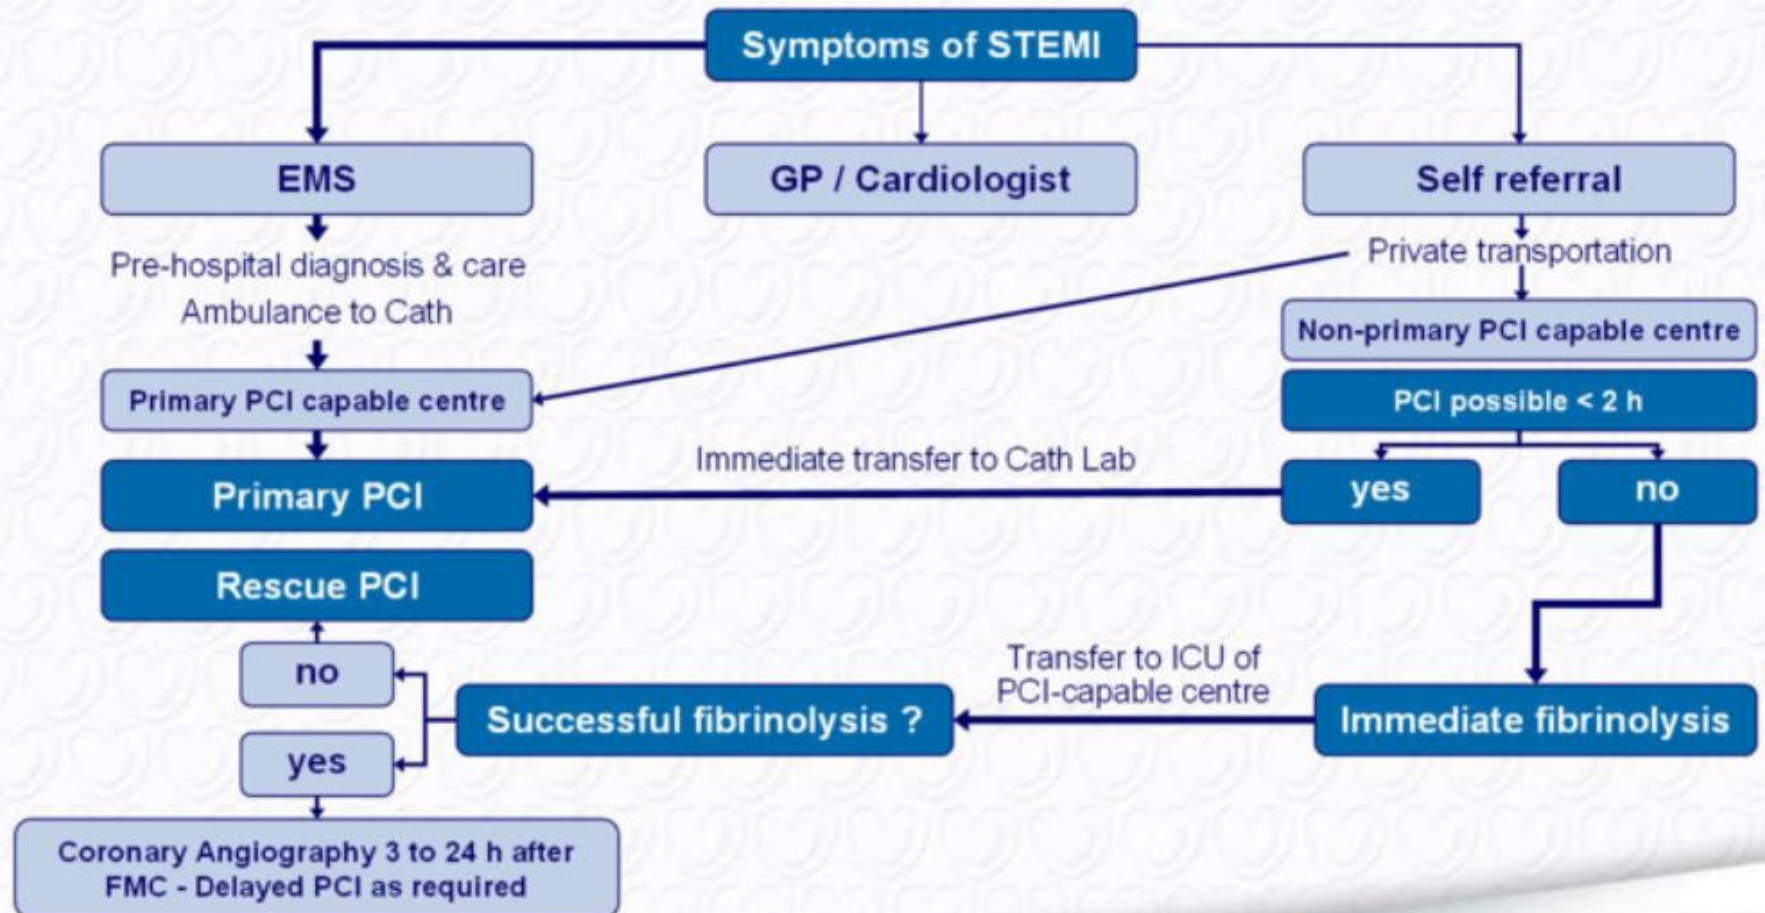 Symptoms of STEMI
EMS
GP / Cardiologist
Self referral
Pre-hospital diagnosis & care
Ambulance to Cath
Private transportation
Non-primary PCI capable centre
Primary PCI capable centre
PCI possible < 2 h
Immediate transfer to Cath Lab
Primary PCI
yes
no
Rescue PCI
no
Transfer to ICU of
PCI-capable centre
Successful fibrinolysis ?
Immediate fibrinolysis
yes
Coronary Angiography 3 to 24 h after
FMC - Delayed PCI as required